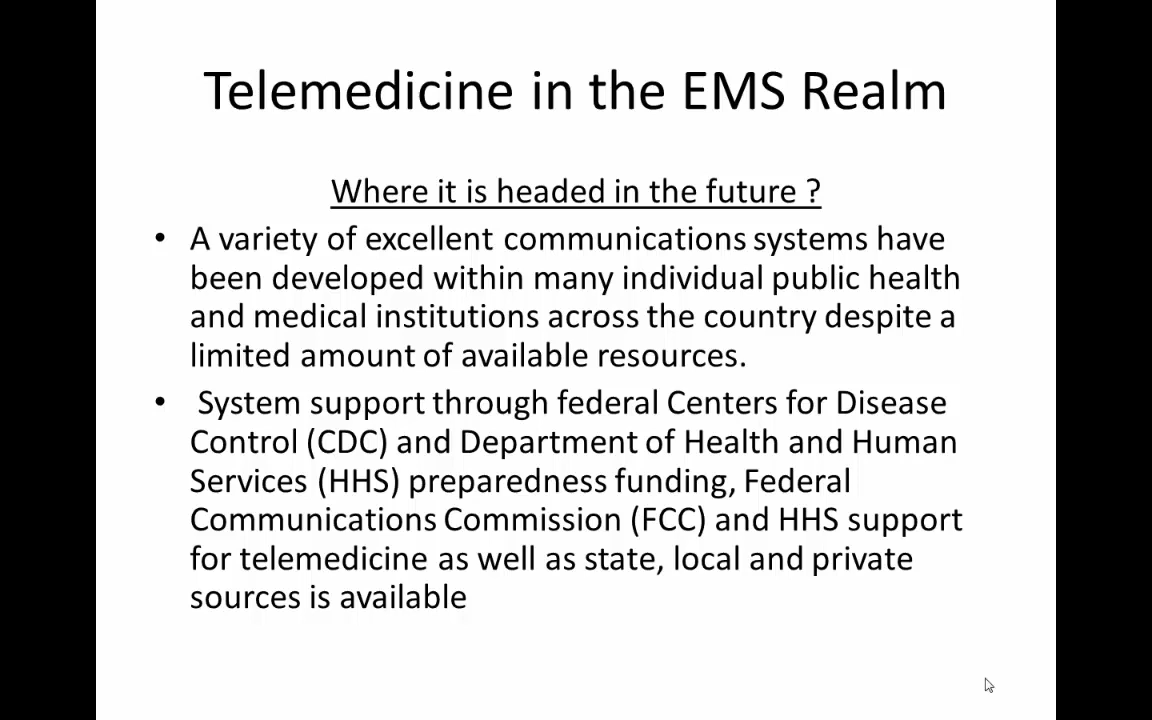 Telemedicine in the EMS Realm
Where it is headed in the future ?
• A variety of excellent communications systems have
been developed within many individual public health
and medical institutions across the country despite a
limited amount of available resources.
• System support through federal Centers for Disease
Control (CDC) and Department of Health and Human
Services (HHS) preparedness funding, Federal
Communications Commission (FCC) and HHS support
for telemedicine as well as state, local and private
sources is available